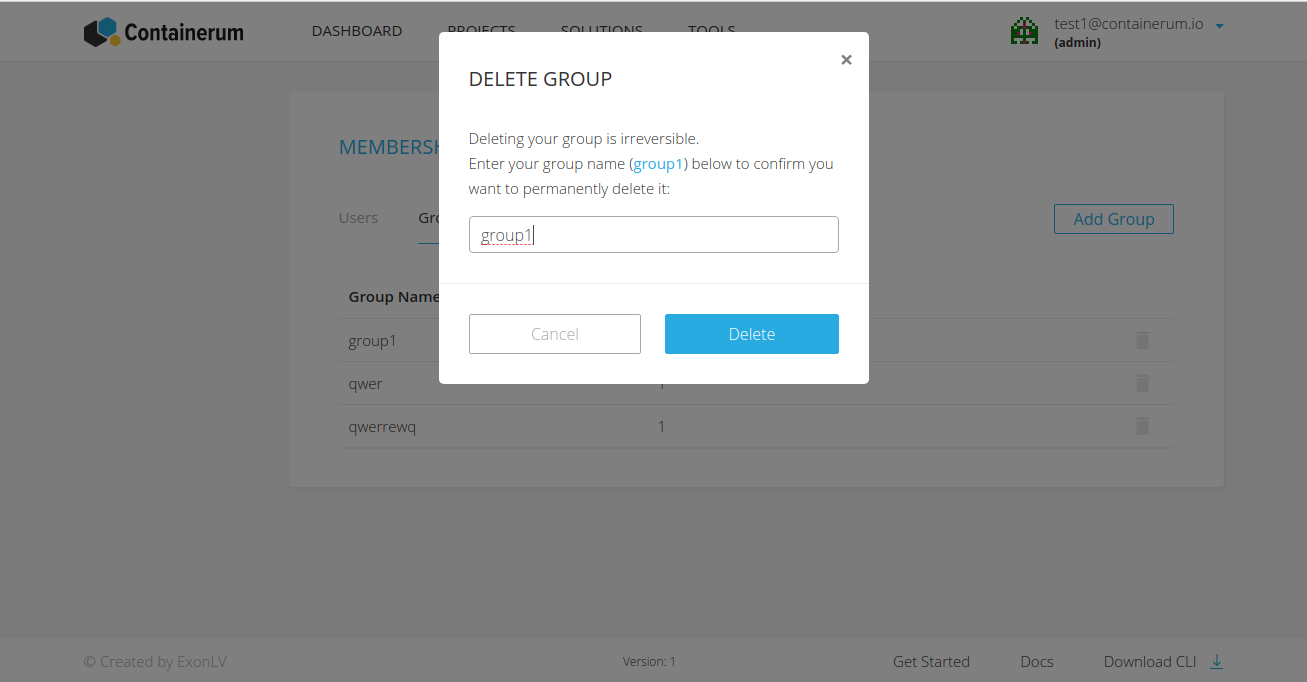 Containerum
DASHBOARD PROJECTS SOLUTIONS TOOLS
test1@containerum.io
(admin)
×
DELETE GROUP
Deleting your group is irreversible.
Enter your group name (group1) below to confirm you
want to permanently delete it:
group1
Cancel Delete
MEMBERSH
Users Gro
Add Group
Group Name
group1
qwer 1
qwerrewq 1
© Created by ExonLV
Version: 1
Get Started Docs Download CLI